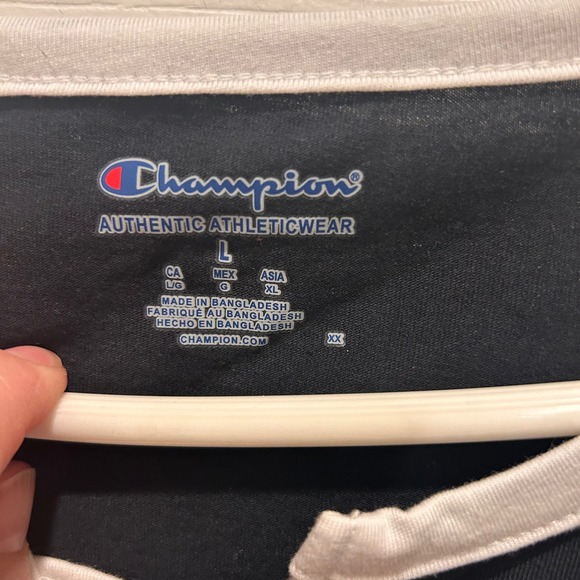 Champion®
AUTHENTIC ATHLETICWEAR
L
CA MEX ASIA
L/G G XL
MADE IN BANGLADESH
FABRIQUÉ AU BANGLADESH
HECHO EN BANGLADESH
CHAMPION.COM XX